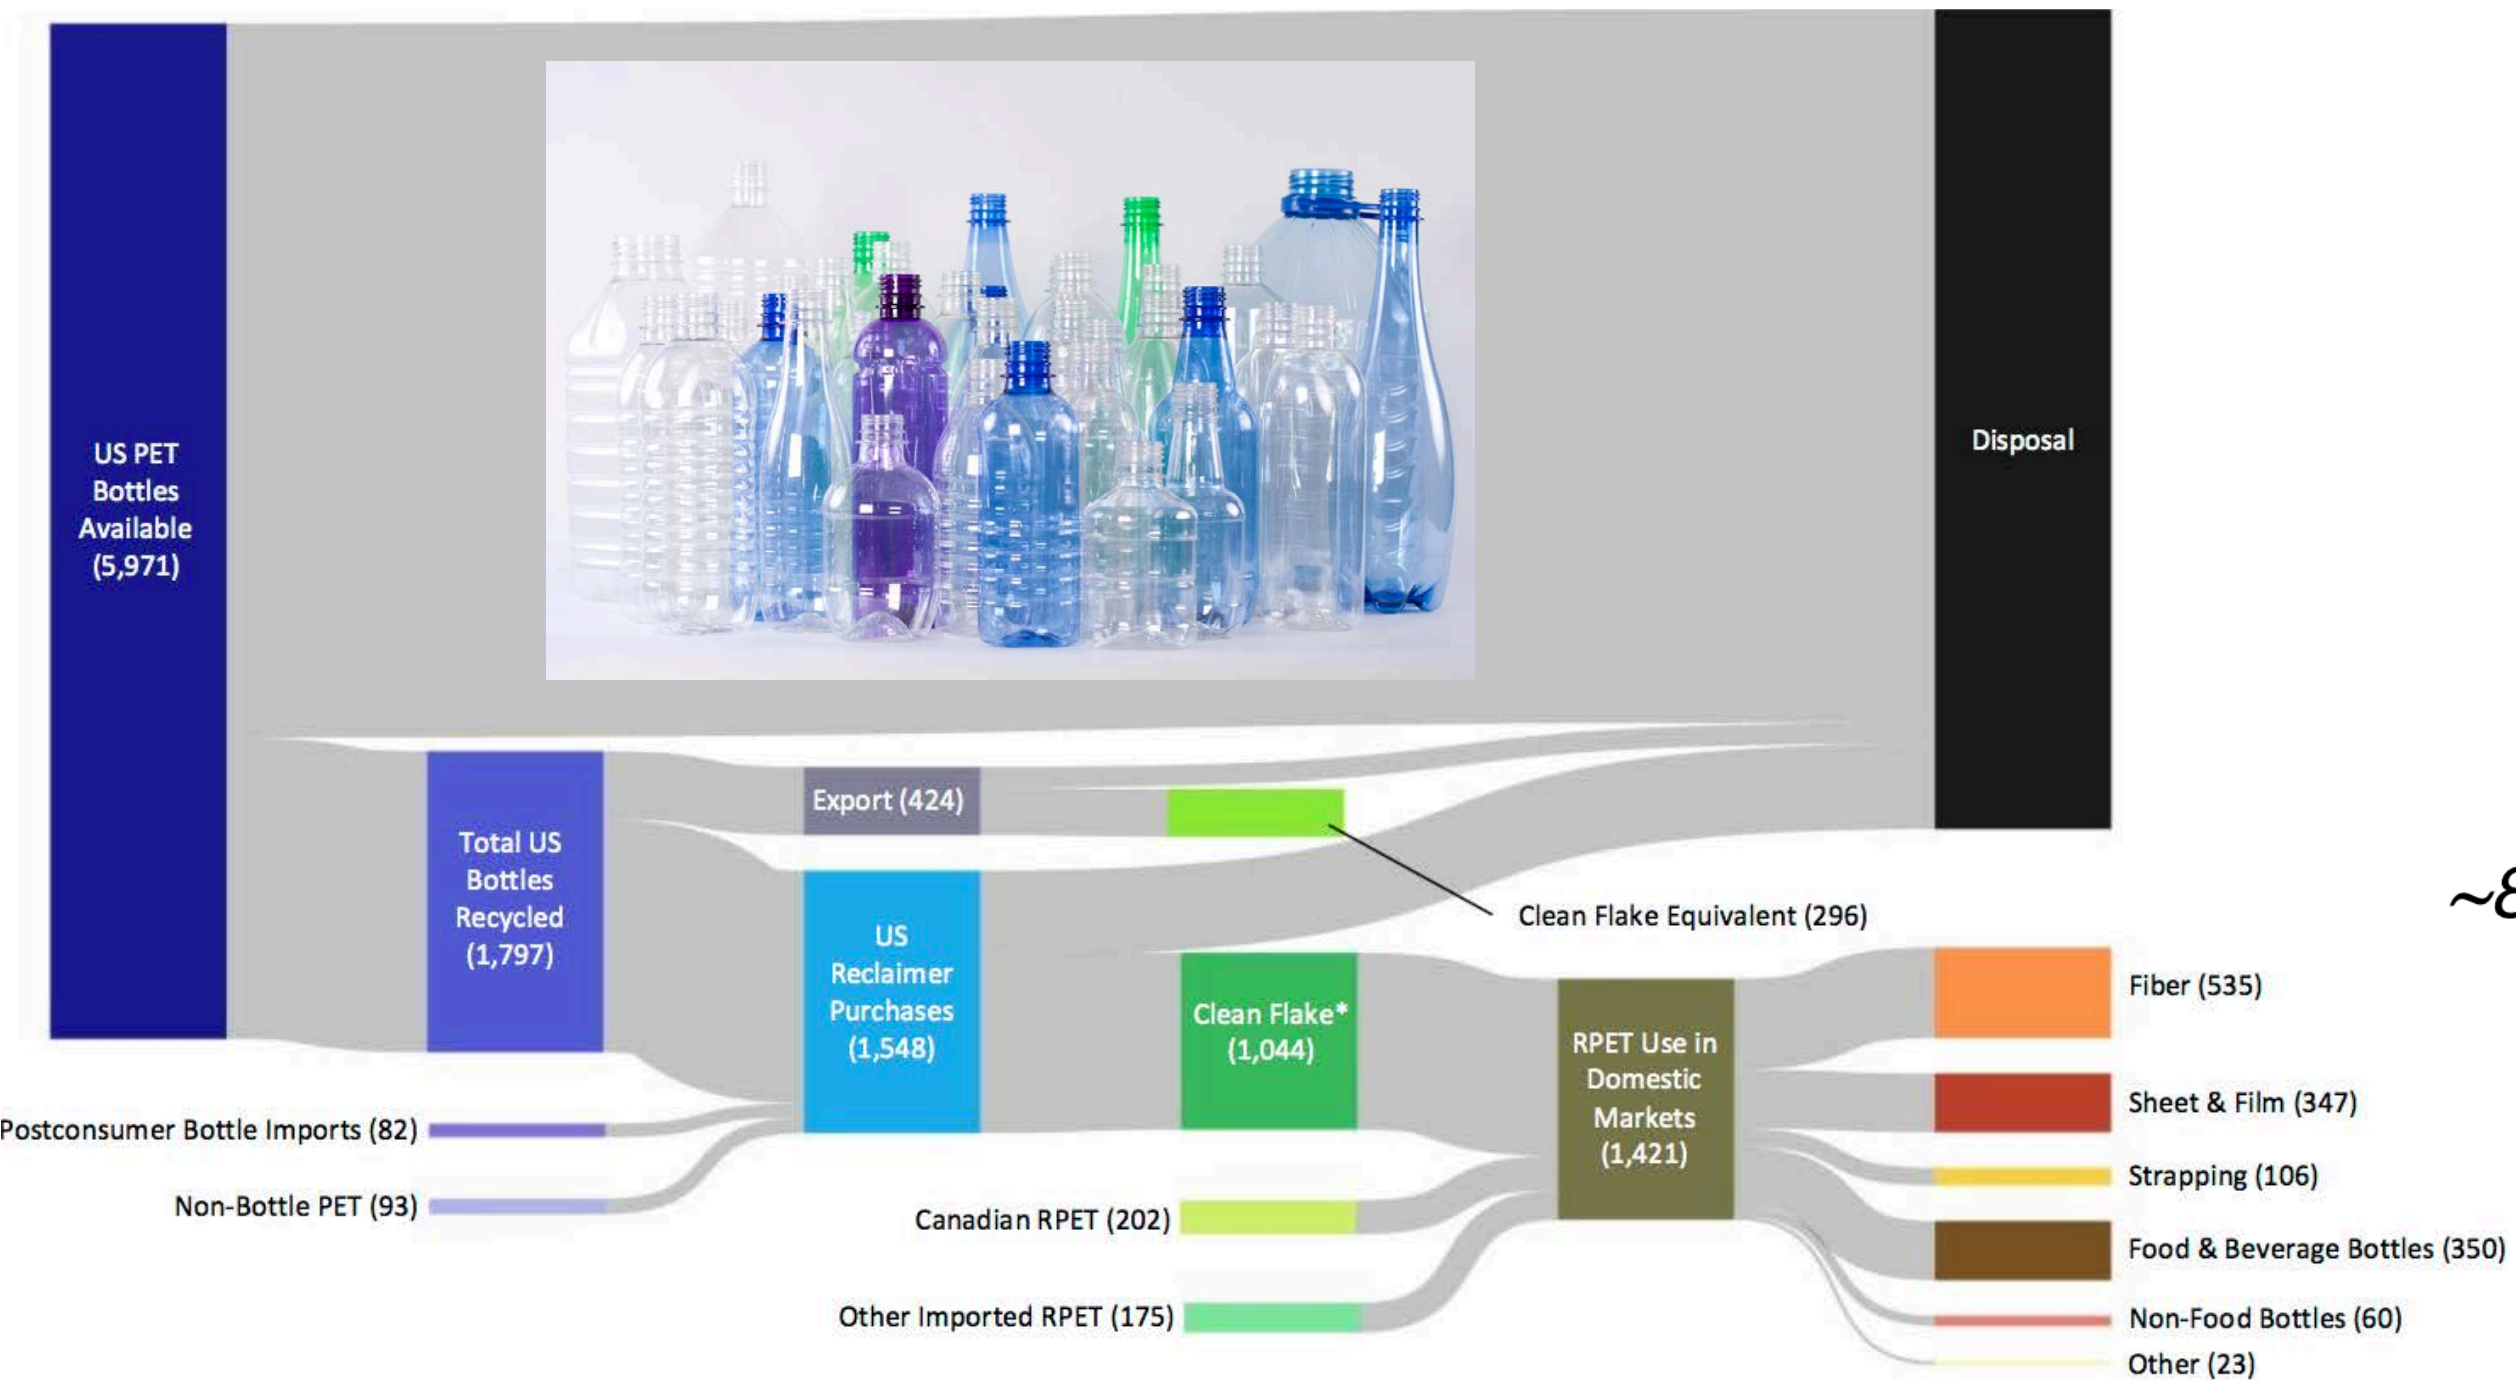 US PET
Bottles
Available
(5,971)
Disposal
Total US
Bottles
Recycled
(1,797)
Export (424)
US
Reclaimer
Purchases
(1,548)
Clean Flake Equivalent (296)
~8
Clean Flake*
(1,044)
RPET Use in
Domestic
Markets
(1,421)
Postconsumer Bottle Imports (82)
Non-Bottle PET (93)
Canadian RPET (202)
Other Imported RPET (175)
Fiber (535)
Sheet & Film (347)
Strapping (106)
Food & Beverage Bottles (350)
Non-Food Bottles (60)
Other (23)